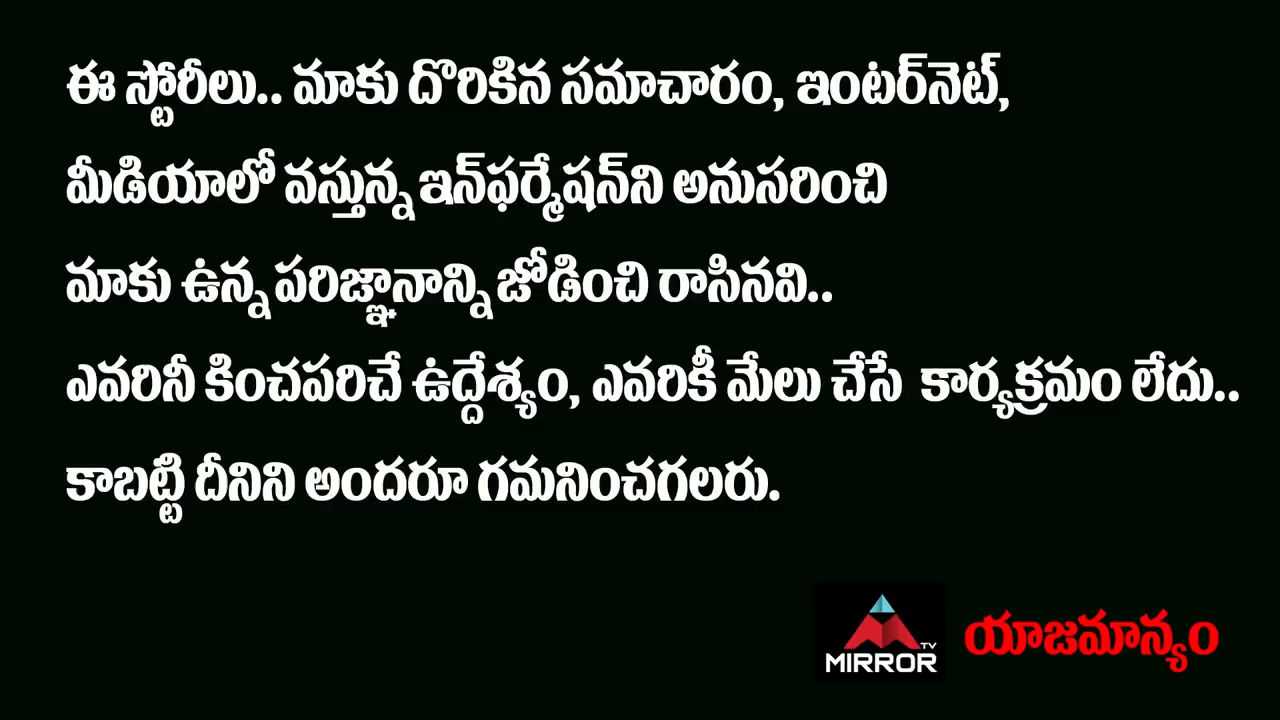 ఈ స్టోరీలు.. మాకు దొరికిన సమాచారం, ఇంటర్‌నెట్,
మీడియాలో వస్తున్న ఇన్‌ఫర్మేషన్‌ని అనుసరించి
మాకు ఉన్న పరిజ్ఞానాన్ని జోడించి రాసినవి..
ఎవరినీ కించపరిచే ఉద్దేశ్యం, ఎవరికీ మేలు చేసే కార్యక్రమం లేదు..
కాబట్టి దీనిని అందరూ గమనించగలరు.
MIRROR TV యాజమాన్యం